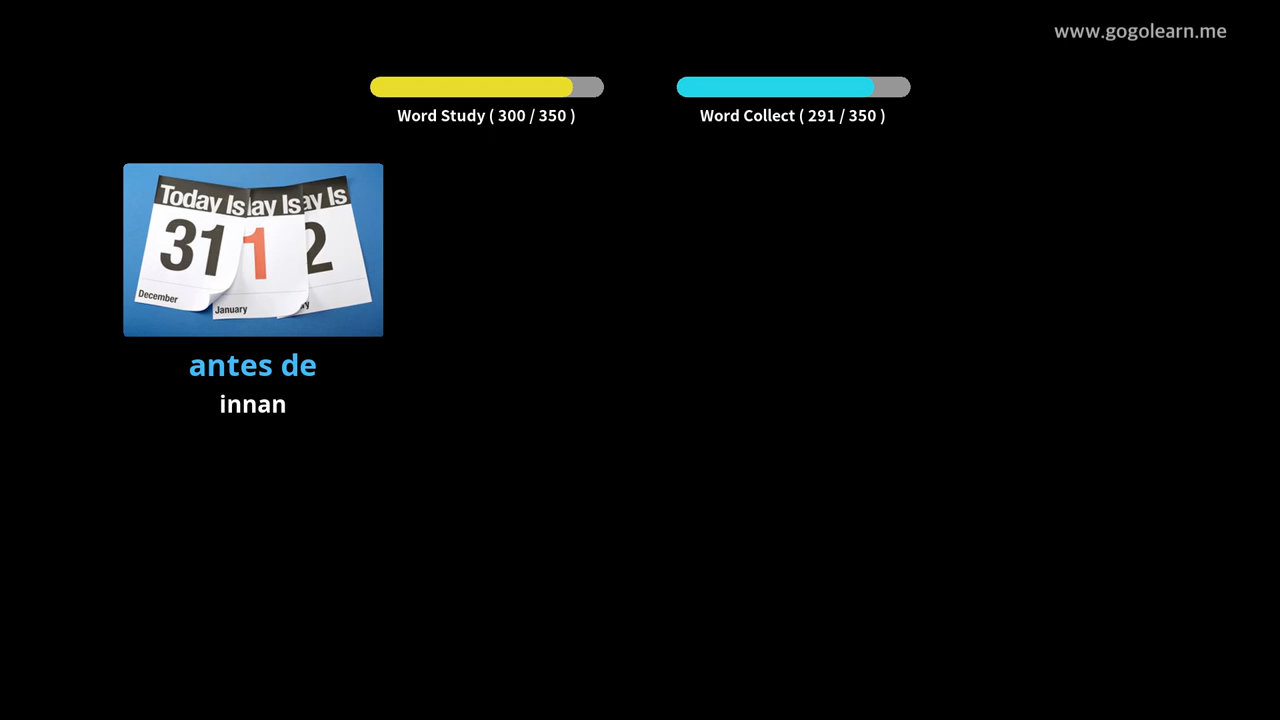 www.gogolearn.me
Word Study ( 300 / 350 )
Word Collect ( 291 / 350 )
Today Is
ay Is
ay Is
31
1
2
December
January
antes de
innan